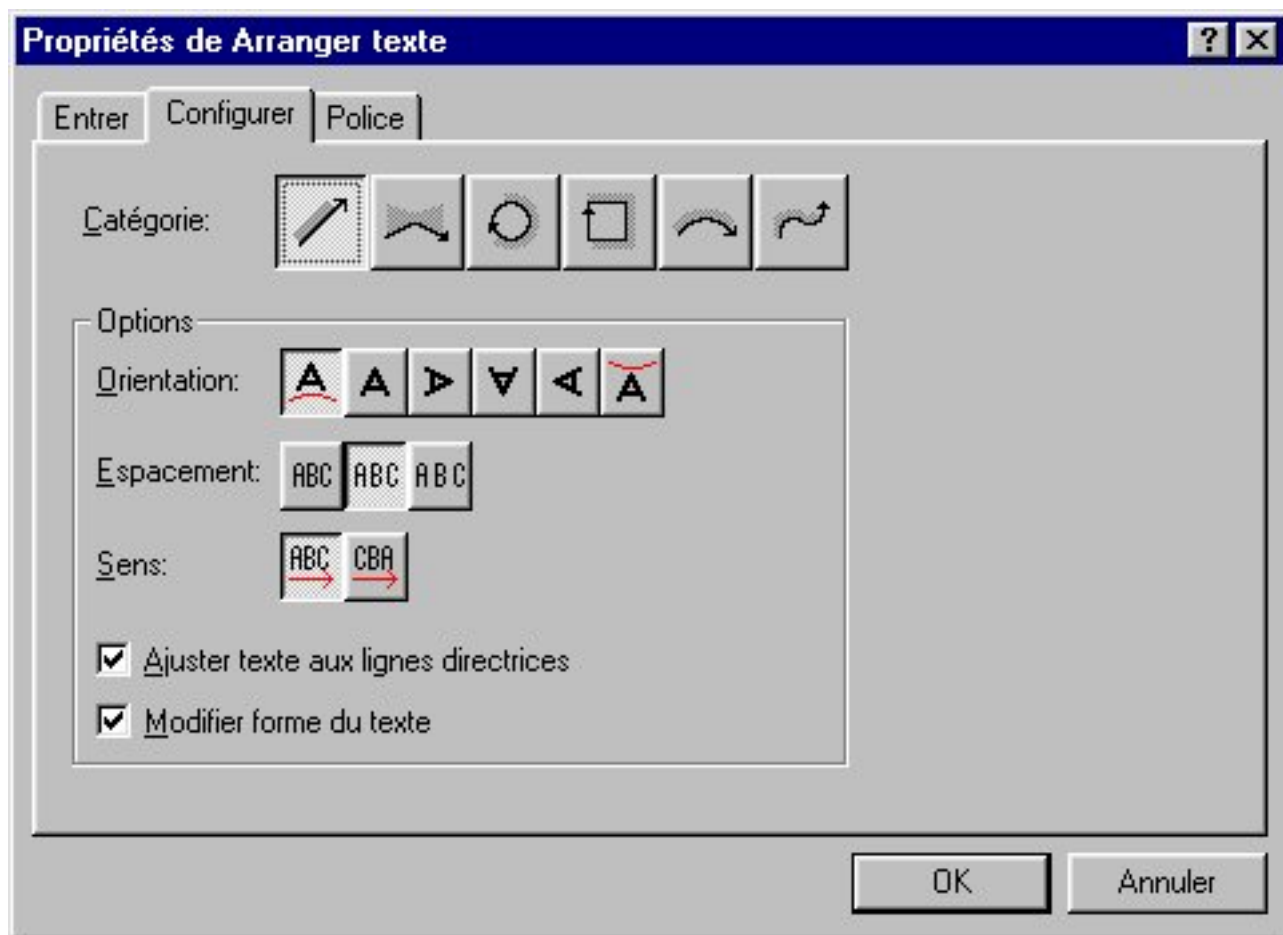 Propriétés de Arranger texte ? X
Entrer Configurer Police
Catégorie:
Options
Orientation: A A A A A A
Espacement: ABC ABC ABC
Sens: ABC CBA
Ajuster texte aux lignes directrices
Modifier forme du texte
OK Annuler